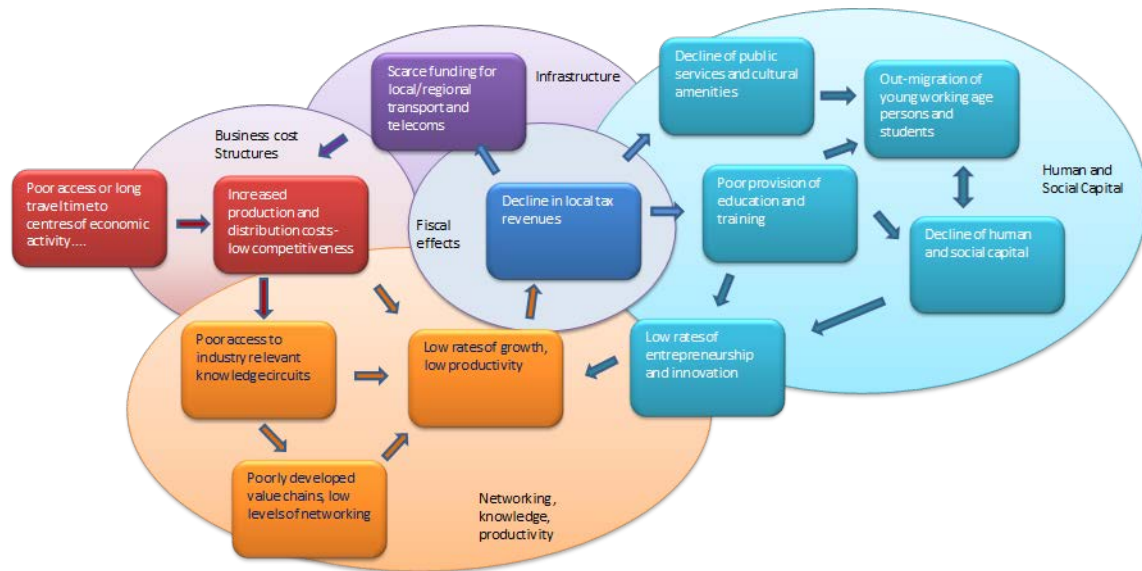 Scarce funding for
local/regional
transport and
telecoms
Infrastructure
Decline of public
services and cultural
amenities
Out-migration of
young working age
persons and
students
Business cost
Structures
Human and
Social Capital
Poor access or long
travel time to
centres of economic
activity....
Increased
production and
distribution costs-
low competitiveness
Fiscal
effects
Decline in local tax
revenues
Poor provision of
education and
training
Decline of human
and social capital
Poor access to
industry relevant
knowledge circuits
Low rates of growth,
low productivity
Low rates of
entrepreneurship
and innovation
Poorly developed
value chains, low
levels of networking
Networking,
knowledge,
productivity